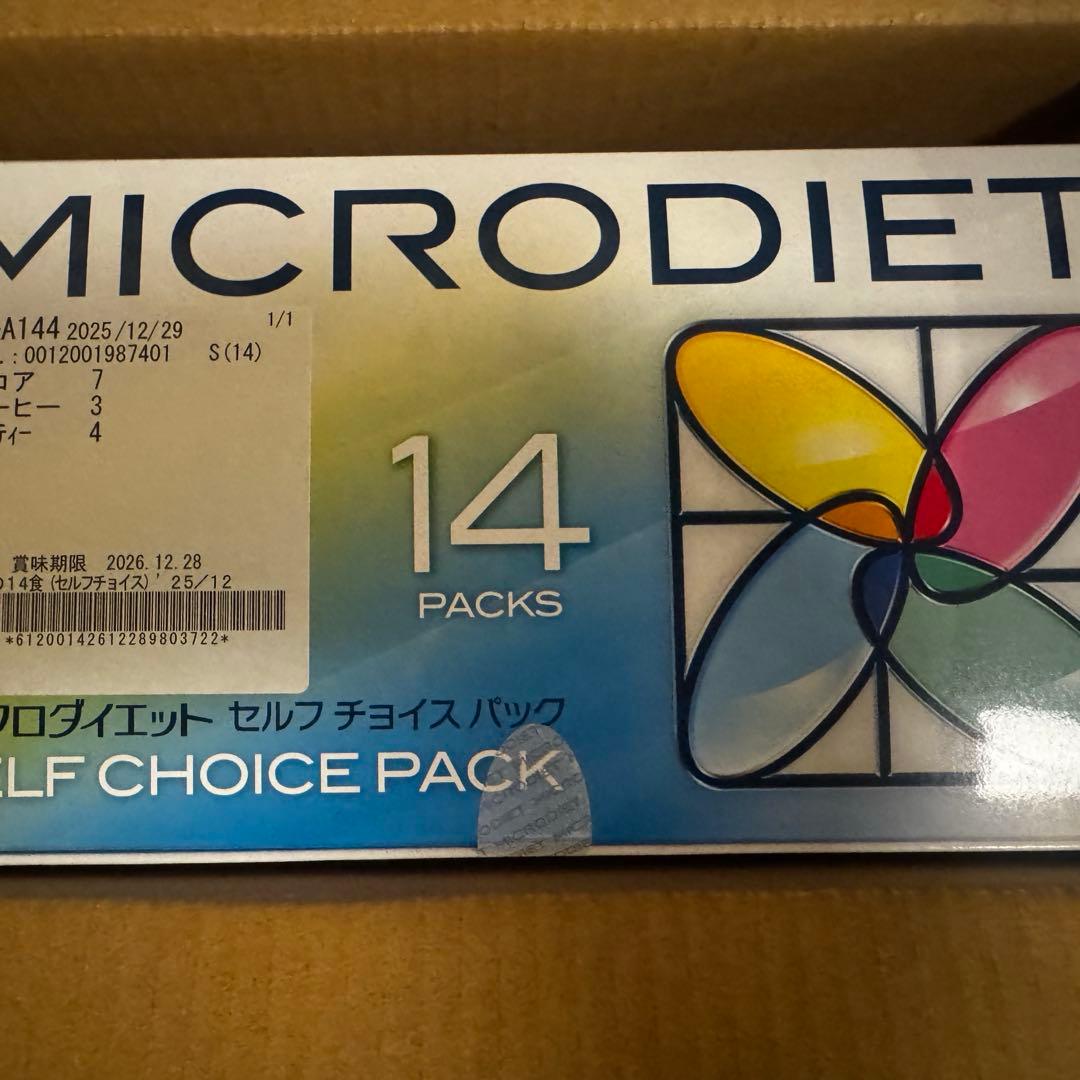 MICRODIET
A144 2025/12/29 1/1
.:0012001987401 S(14)
コア 7
ーヒー 3
ティー 4
賞味期限 2026.12.28
14食(セルフチョイス)'25/12
*61200142612289803722*
14
PACKS
クロダイエット セルフ チョイス パック
ELF CHOICE PACK
MICRODIET